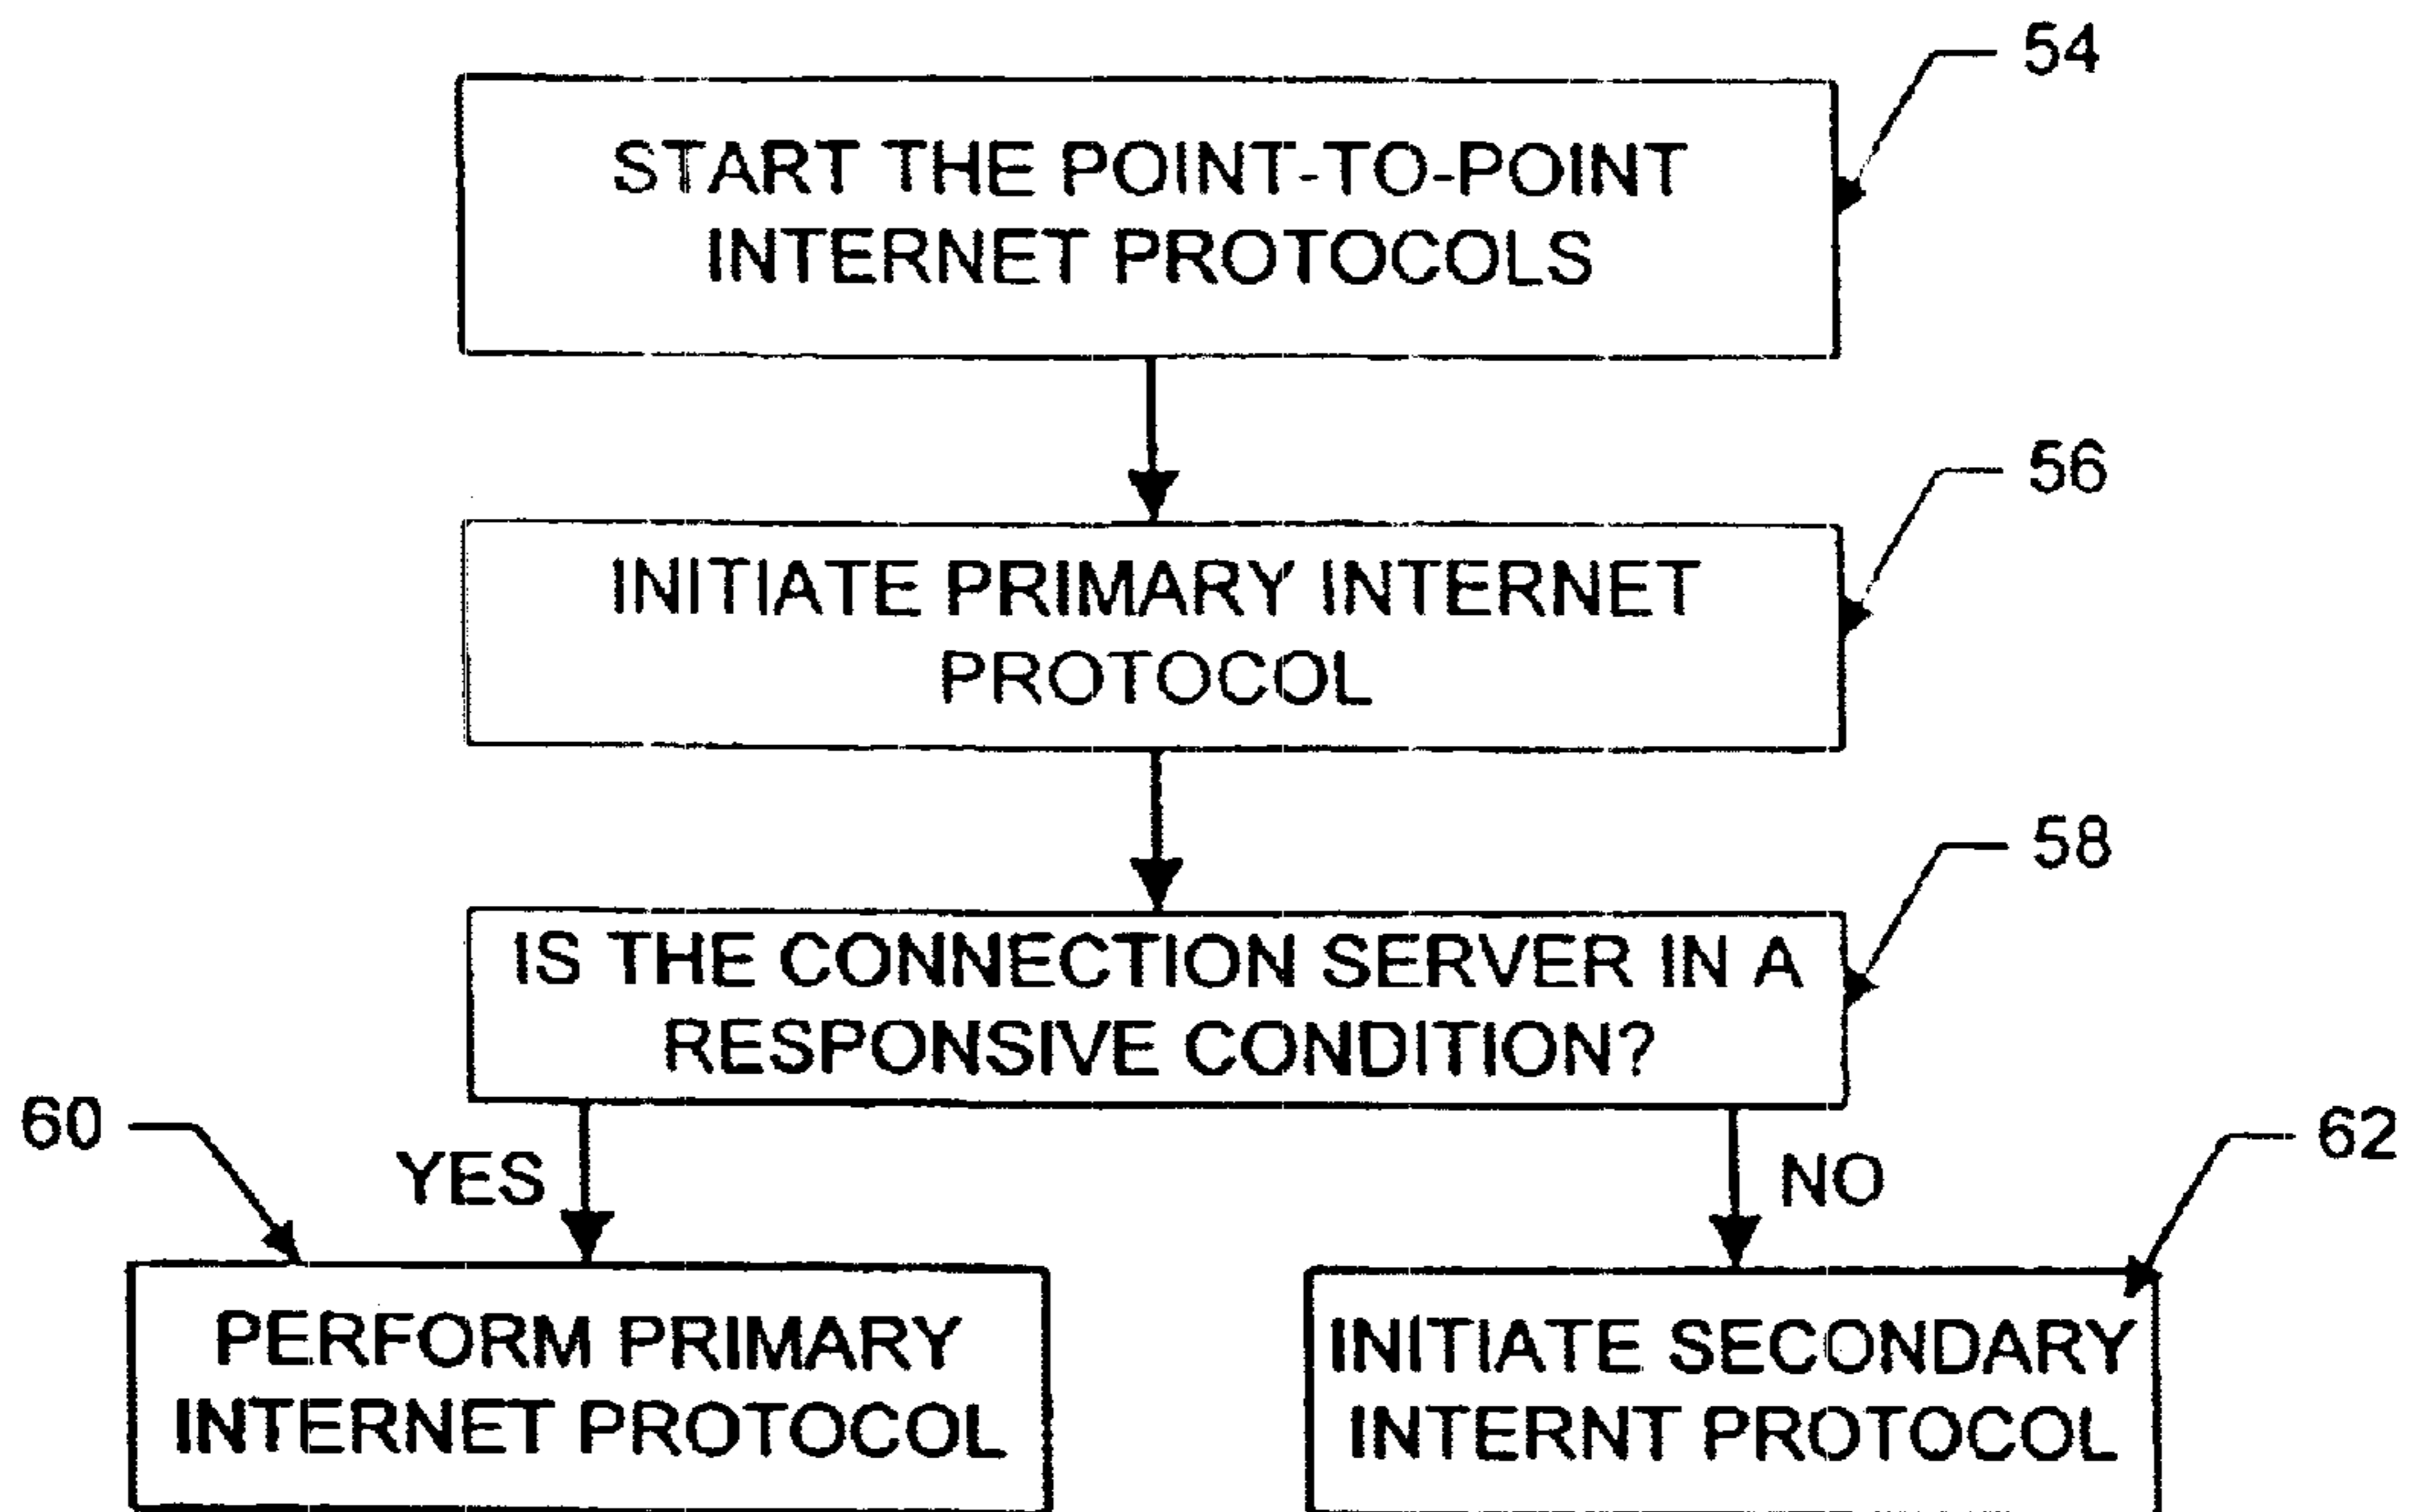 54
START THE POINT-TO-POINT
INTERNET PROTOCOLS
56
INITIATE PRIMARY INTERNET
PROTOCOL
58
IS THE CONNECTION SERVER IN A
RESPONSIVE CONDITION?
60
YES
NO
62
PERFORM PRIMARY
INTERNET PROTOCOL
INITIATE SECONDARY
INTERNT PROTOCOL